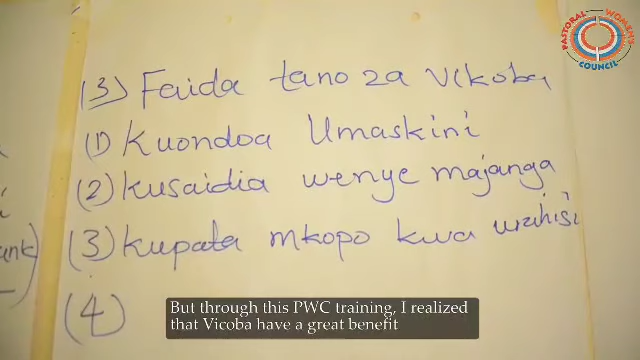 PASTORAL WOMEN'S COUNCIL
(3) Faida tano za Vikoba
(1) Kuondoa Umaskini
(2) kusaidia wenye majanga
(3) kupata mkopo kwa urahisi
ank)
(4)
But through this PWC training, I realized
that Vicoba have a great benefit